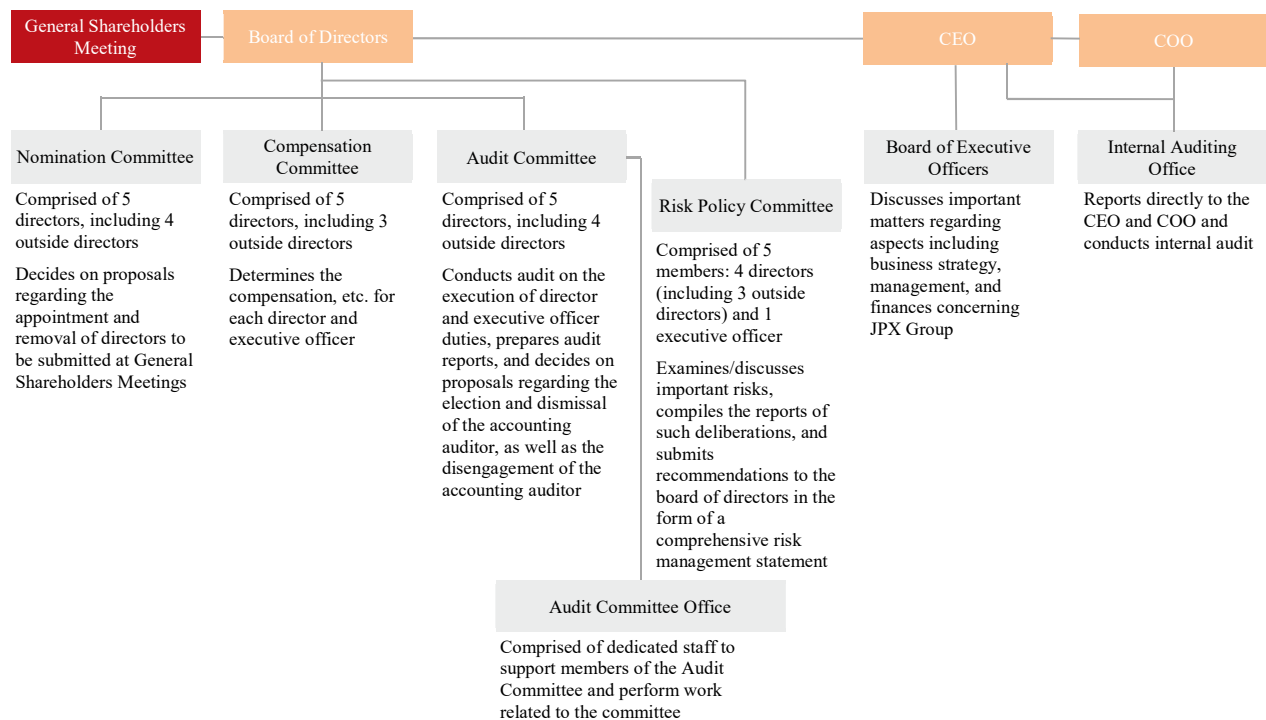 General Shareholders
Meeting
Board of Directors
CEO
COO
Nomination Committee
Comprised of 5
directors, including 4
outside directors
Decides on proposals
regarding the
appointment and
removal of directors to
be submitted at General
Shareholders Meetings
Compensation
Committee
Comprised of 5
directors, including 3
outside directors
Determines the
compensation, etc. for
each director and
executive officer
Audit Committee
Comprised of 5
directors, including 4
outside directors
Conducts audit on the
execution of director
and executive officer
duties, prepares audit
reports, and decides on
proposals regarding the
election and dismissal
of the accounting
auditor, as well as the
disengagement of the
accounting auditor
Risk Policy Committee
Comprised of 5
members: 4 directors
(including 3 outside
directors) and 1
executive officer
Examines/discusses
important risks,
compiles the reports of
such deliberations, and
submits
recommendations to the
board of directors in the
form of a
comprehensive risk
management statement
Board of Executive
Officers
Discusses important
matters regarding
aspects including
business strategy,
management, and
finances concerning
JPX Group
Internal Auditing
Office
Reports directly to the
CEO and COO and
conducts internal audit
Audit Committee Office
Comprised of dedicated staff to
support members of the Audit
Committee and perform work
related to the committee